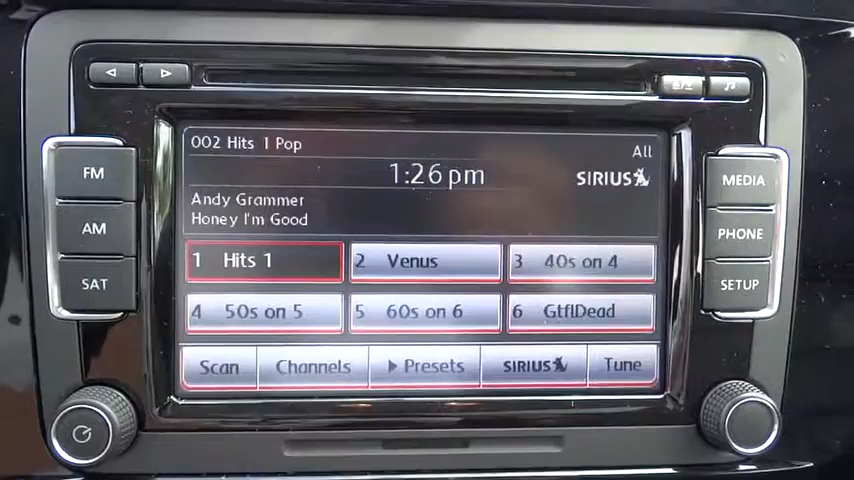 002 Hits 1 Pop
All
1:26 pm
SIRIUS
Andy Grammer
Honey I'm Good
FM
AM
SAT
MEDIA
PHONE
SETUP
1 Hits 1
2 Venus
3 40s on 4
4 50s on 5
5 60s on 6
6 GtflDead
Scan
Channels
Presets
SIRIUS
Tune